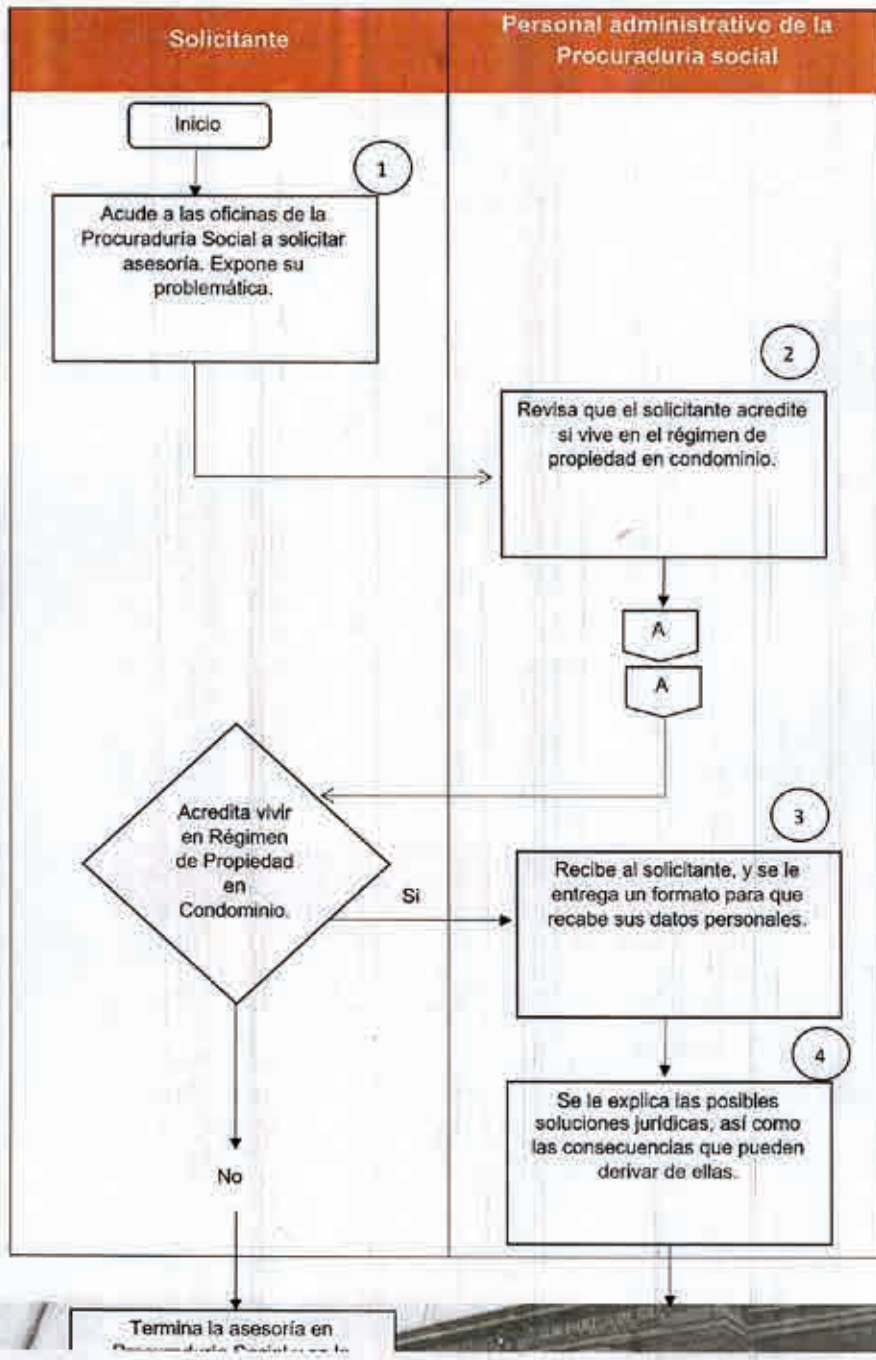 Solicitante
Personal administrativo de la
Procuraduría social
Inicio
1
Acude a las oficinas de la
Procuraduría Social a solicitar
asesoría. Expone su
problemática.
2
Revisa que el solicitante acredite
si vive en el régimen de
propiedad en condominio.
A
A
Acredita vivir
en Régimen
de Propiedad
en
Condominio.
Si
3
Recibe al solicitante, y se le
entrega un formato para que
recabe sus datos personales.
4
Se le explica las posibles
soluciones jurídicas, así como
las consecuencias que pueden
derivar de ellas.
No
Termina la asesoría en